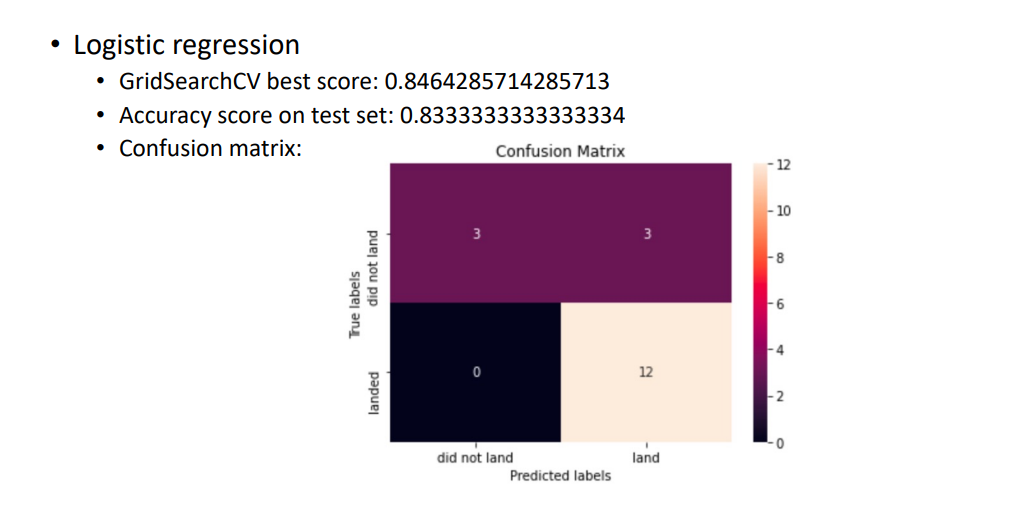 • Logistic regression
• GridSearchCV best score: 0.8464285714285713
• Accuracy score on test set: 0.8333333333333334
• Confusion matrix:
Confusion Matrix
True labels
did not land
landed
3 3
0 12
did not land land
Predicted labels
12
10
8
6
4
2
0